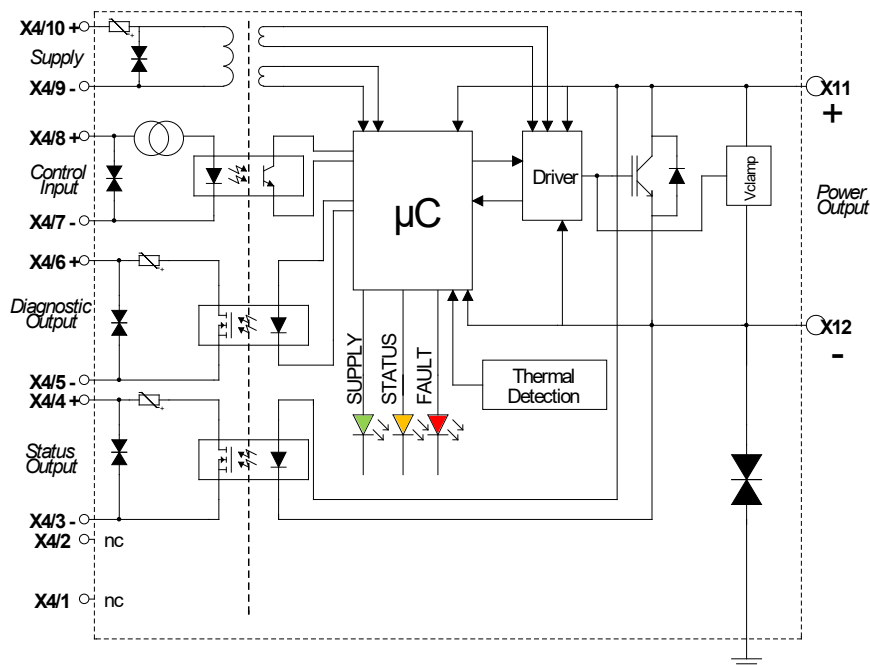 X4/10 +
Supply
X4/9 -
X4/8 +
Control
Input
X4/7 -
X4/6 +
Diagnostic
Output
X4/5 -
X4/4 +
Status
Output
X4/3 -
X4/2 nc
X4/1 nc
µC
Driver
Vclamp
X11
+
Power
Output
X12
-
SUPPLY
STATUS
FAULT
Thermal
Detection